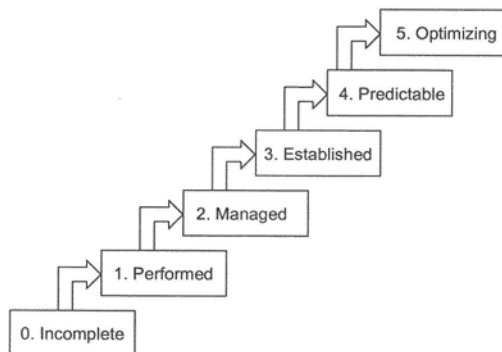 5. Optimizing
4. Predictable
3. Established
2. Managed
1. Performed
0. Incomplete